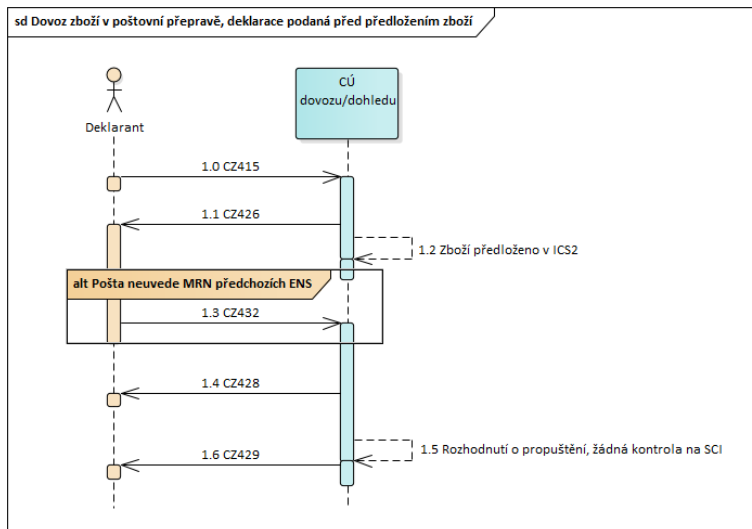 sd Dovoz zboží v poštovní přepravě, deklarace podaná před předložením zboží
CÚ
dovozu/dohledu
Deklarant
1.0 CZ415
1.1 CZ426
1.2 Zboží předloženo v ICS2
alt Pošta neuvede MRN předchozích ENS
1.3 CZ432
1.4 CZ428
1.5 Rozhodnutí o propuštění, žádná kontrola na SCI
1.6 CZ429